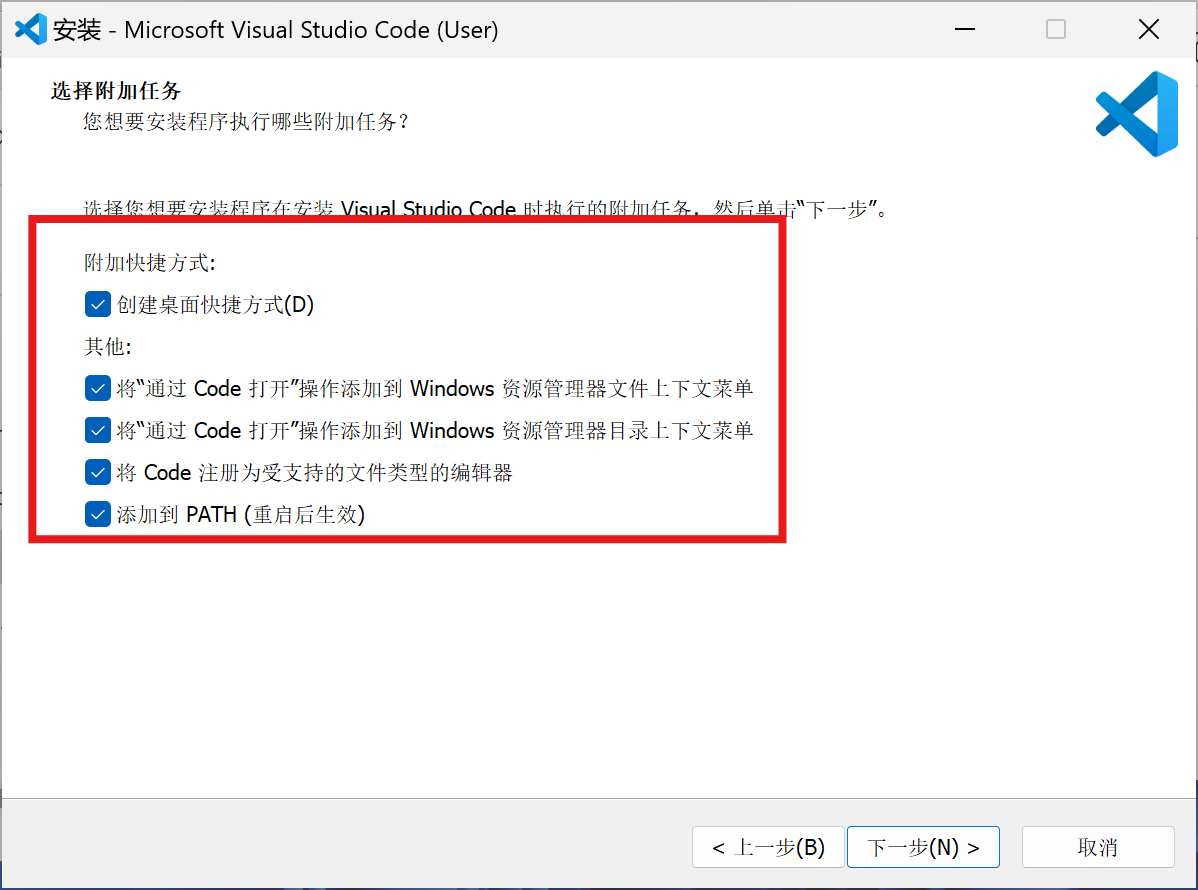 安装 - Microsoft Visual Studio Code (User)
选择附加任务
您想要安装程序执行哪些附加任务？
选择您想要安装程序在安装 Visual Studio Code 时执行的附加任务，然后单击“下一步”。
附加快捷方式:
创建桌面快捷方式(D)
其他:
将“通过 Code 打开”操作添加到 Windows 资源管理器文件上下文菜单
将“通过 Code 打开”操作添加到 Windows 资源管理器目录上下文菜单
将 Code 注册为受支持的文件类型的编辑器
添加到 PATH (重启后生效)
< 上一步(B)
下一步(N) >
取消